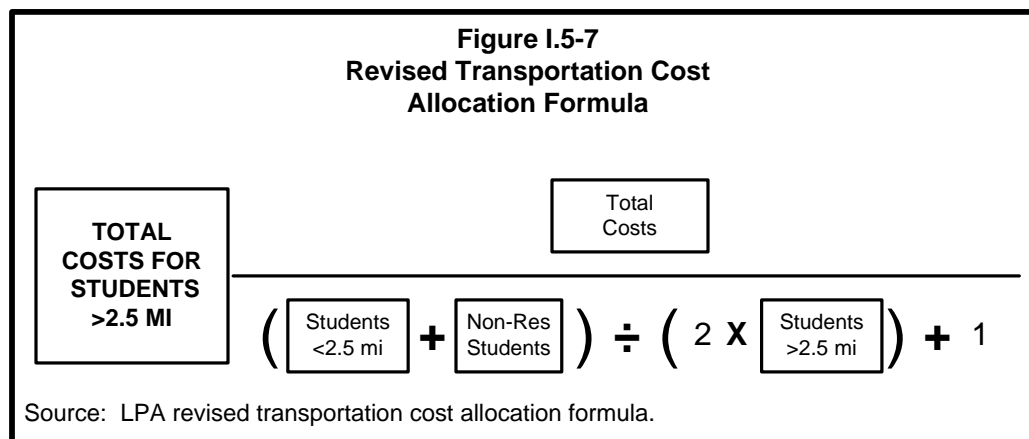 Figure I.5-7
Revised Transportation Cost
Allocation Formula
TOTAL
COSTS FOR
STUDENTS
>2.5 MI
Total
Costs
( Students <2.5 mi + Non-Res Students ) ÷ ( 2 X Students >2.5 mi ) + 1
Source: LPA revised transportation cost allocation formula.